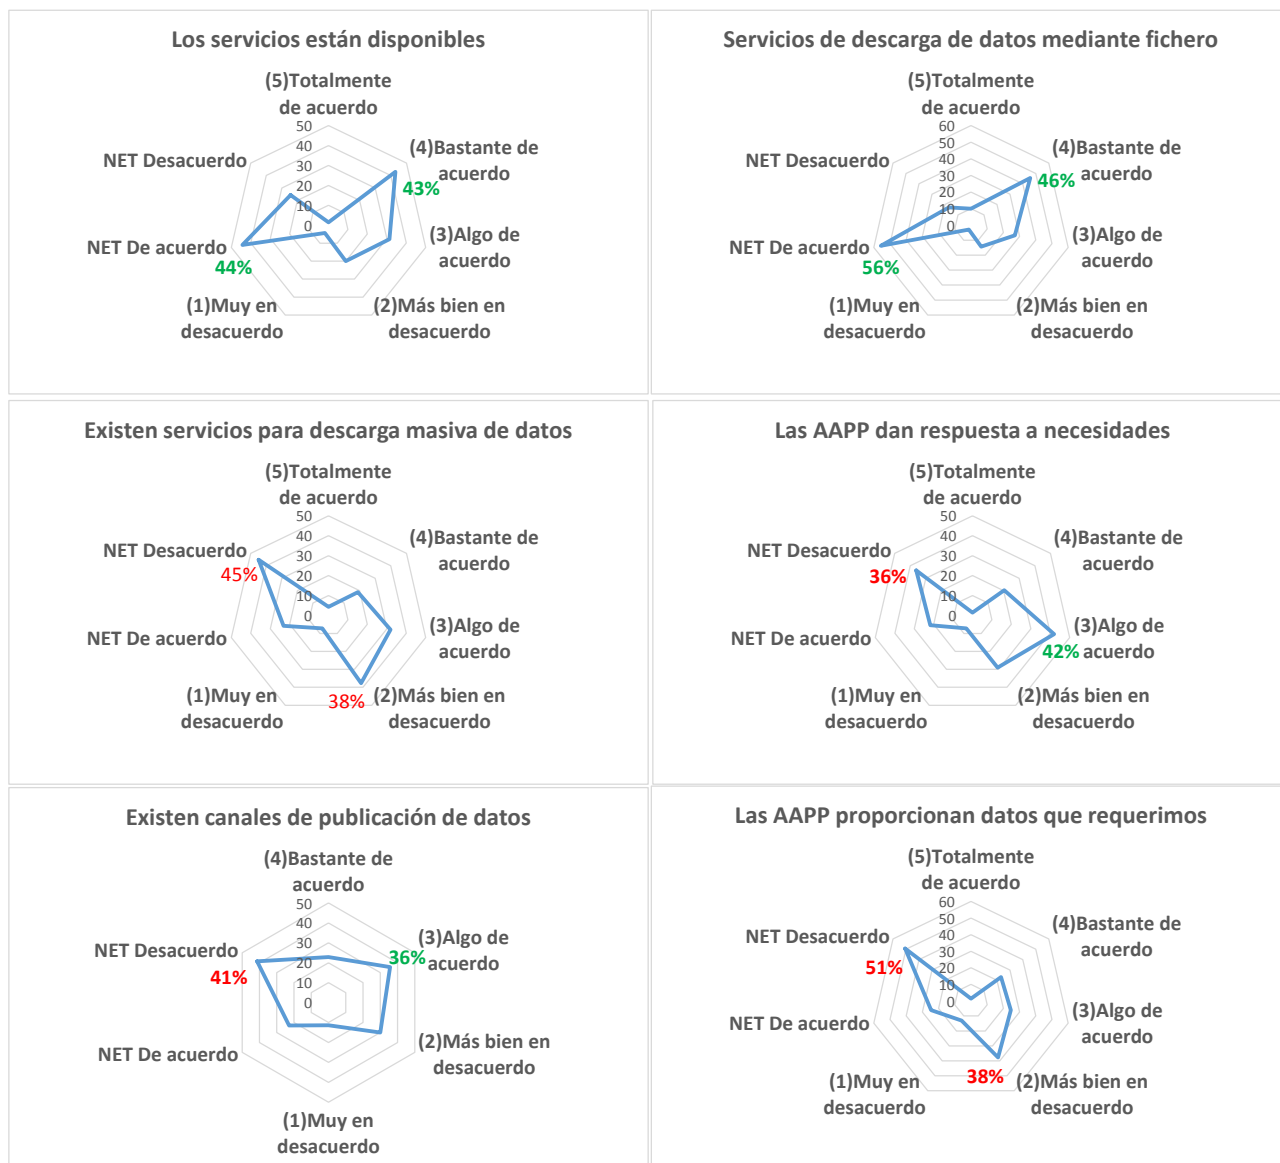 Los servicios están disponibles
(5)Totalmente
de acuerdo
50
40
30
20
10
0
(4)Bastante de
acuerdo
43%
(3)Algo de
acuerdo
(2)Más bien en
desacuerdo
(1)Muy en
desacuerdo
NET De acuerdo
44%
NET Desacuerdo
Servicios de descarga de datos mediante fichero
(5)Totalmente
de acuerdo
60
50
40
30
20
10
0
(4)Bastante de
acuerdo
46%
(3)Algo de
acuerdo
(2)Más bien en
desacuerdo
(1)Muy en
desacuerdo
NET De acuerdo
56%
NET Desacuerdo
Existen servicios para descarga masiva de datos
(5)Totalmente
de acuerdo
50
40
30
20
10
0
(4)Bastante de
acuerdo
(3)Algo de
acuerdo
(2)Más bien en
desacuerdo
38%
(1)Muy en
desacuerdo
NET De acuerdo
NET Desacuerdo
45%
Las AAPP dan respuesta a necesidades
(5)Totalmente
de acuerdo
50
40
30
20
10
0
(4)Bastante de
acuerdo
(3)Algo de
acuerdo
42%
(2)Más bien en
desacuerdo
(1)Muy en
desacuerdo
NET De acuerdo
NET Desacuerdo
36%
Existen canales de publicación de datos
(4)Bastante de
acuerdo
50
40
30
20
10
0
(3)Algo de
acuerdo
36%
(2)Más bien en
desacuerdo
(1)Muy en
desacuerdo
NET De acuerdo
NET Desacuerdo
41%
Las AAPP proporcionan datos que requerimos
(5)Totalmente
de acuerdo
60
50
40
30
20
10
0
(4)Bastante de
acuerdo
(3)Algo de
acuerdo
(2)Más bien en
desacuerdo
38%
(1)Muy en
desacuerdo
NET De acuerdo
NET Desacuerdo
51%